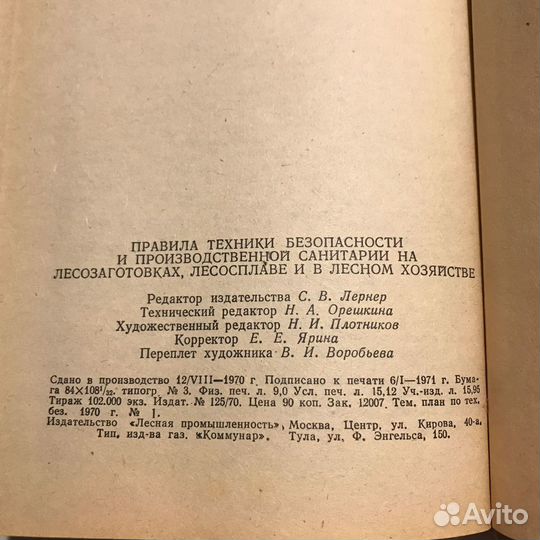 ПРАВИЛА ТЕХНИКИ БЕЗОПАСНОСТИ
И ПРОИЗВОДСТВЕННОЙ САНИТАРИИ НА
ЛЕСОЗАГОТОВКАХ, ЛЕСОСПЛАВЕ И В ЛЕСНОМ ХОЗЯЙСТВЕ
Редактор издательства С. В. Лернер
Технический редактор Н. А. Орешкина
Художественный редактор Н. И. Плотников
Корректор Е. Е. Ярина
Переплет художника В. И. Воробьева
Сдано в производство 12/VIII—1970 г. Подписано к печати 6/I—1971 г. Бума-
га 84×108¹/₃₂. типогр. № 3. Физ. печ. л. 9,0 Усл. печ. л. 15,12 Уч.-изд. л. 15,95
Тираж 102.000 экз. Издат. № 125/70. Цена 90 коп. Зак. 12007. Тем. план по тех.
без. 1970 г. № 1.
Издательство «Лесная промышленность», Москва, Центр, ул. Кирова, 40-а.
Тип. изд-ва газ. «Коммунар». Тула, ул. Ф. Энгельса, 150.
Avito